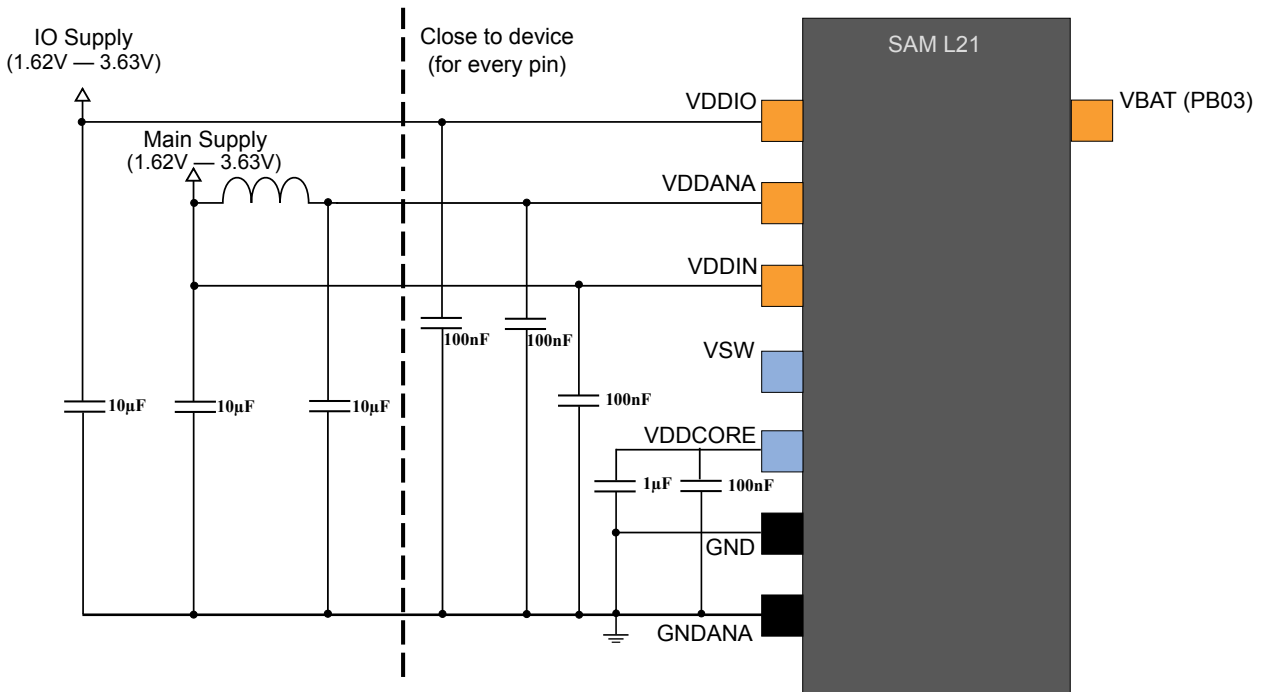 IO Supply
(1.62V — 3.63V)
Close to device
(for every pin)
SAM L21
VDDIO
VBAT (PB03)
Main Supply
(1.62V — 3.63V)
VDDANA
VDDIN
100nF
100nF
VSW
100nF
10µF
10µF
10µF
VDDCORE
1µF
100nF
GND
GNDANA